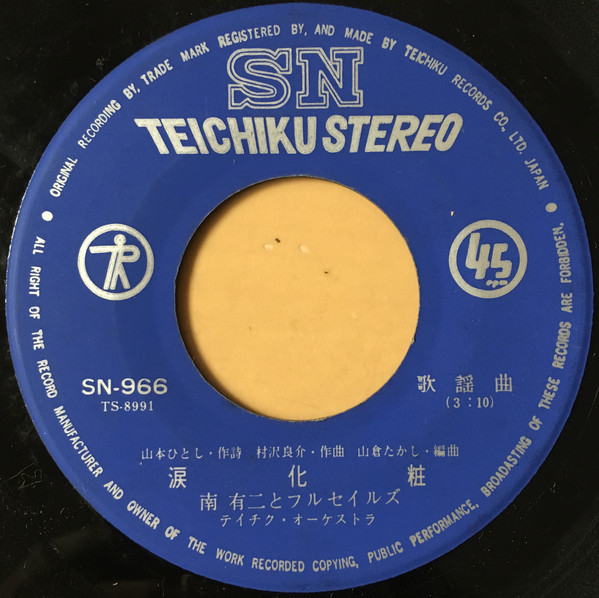 ORIGINAL RECORDING BY, TRADE MARK REGISTERED BY, AND MADE BY TEICHIKU RECORDS CO., LTD. JAPAN
SN
TEICHIKU STEREO
45
rpm
SN-966
TS-8991
歌謡曲
(3:10)
山本ひとし・作詩 村沢良介・作曲 山倉たかし・編曲
涙化粧
南 有二とフルセイルズ
テイチク・オーケストラ
ALL RIGHT OF THE RECORD MANUFACTURER AND OWNER OF THE WORK RECORDED COPYING, PUBLIC PERFORMANCE, BROADCASTING OF THESE RECORDS ARE FORBIDDEN.